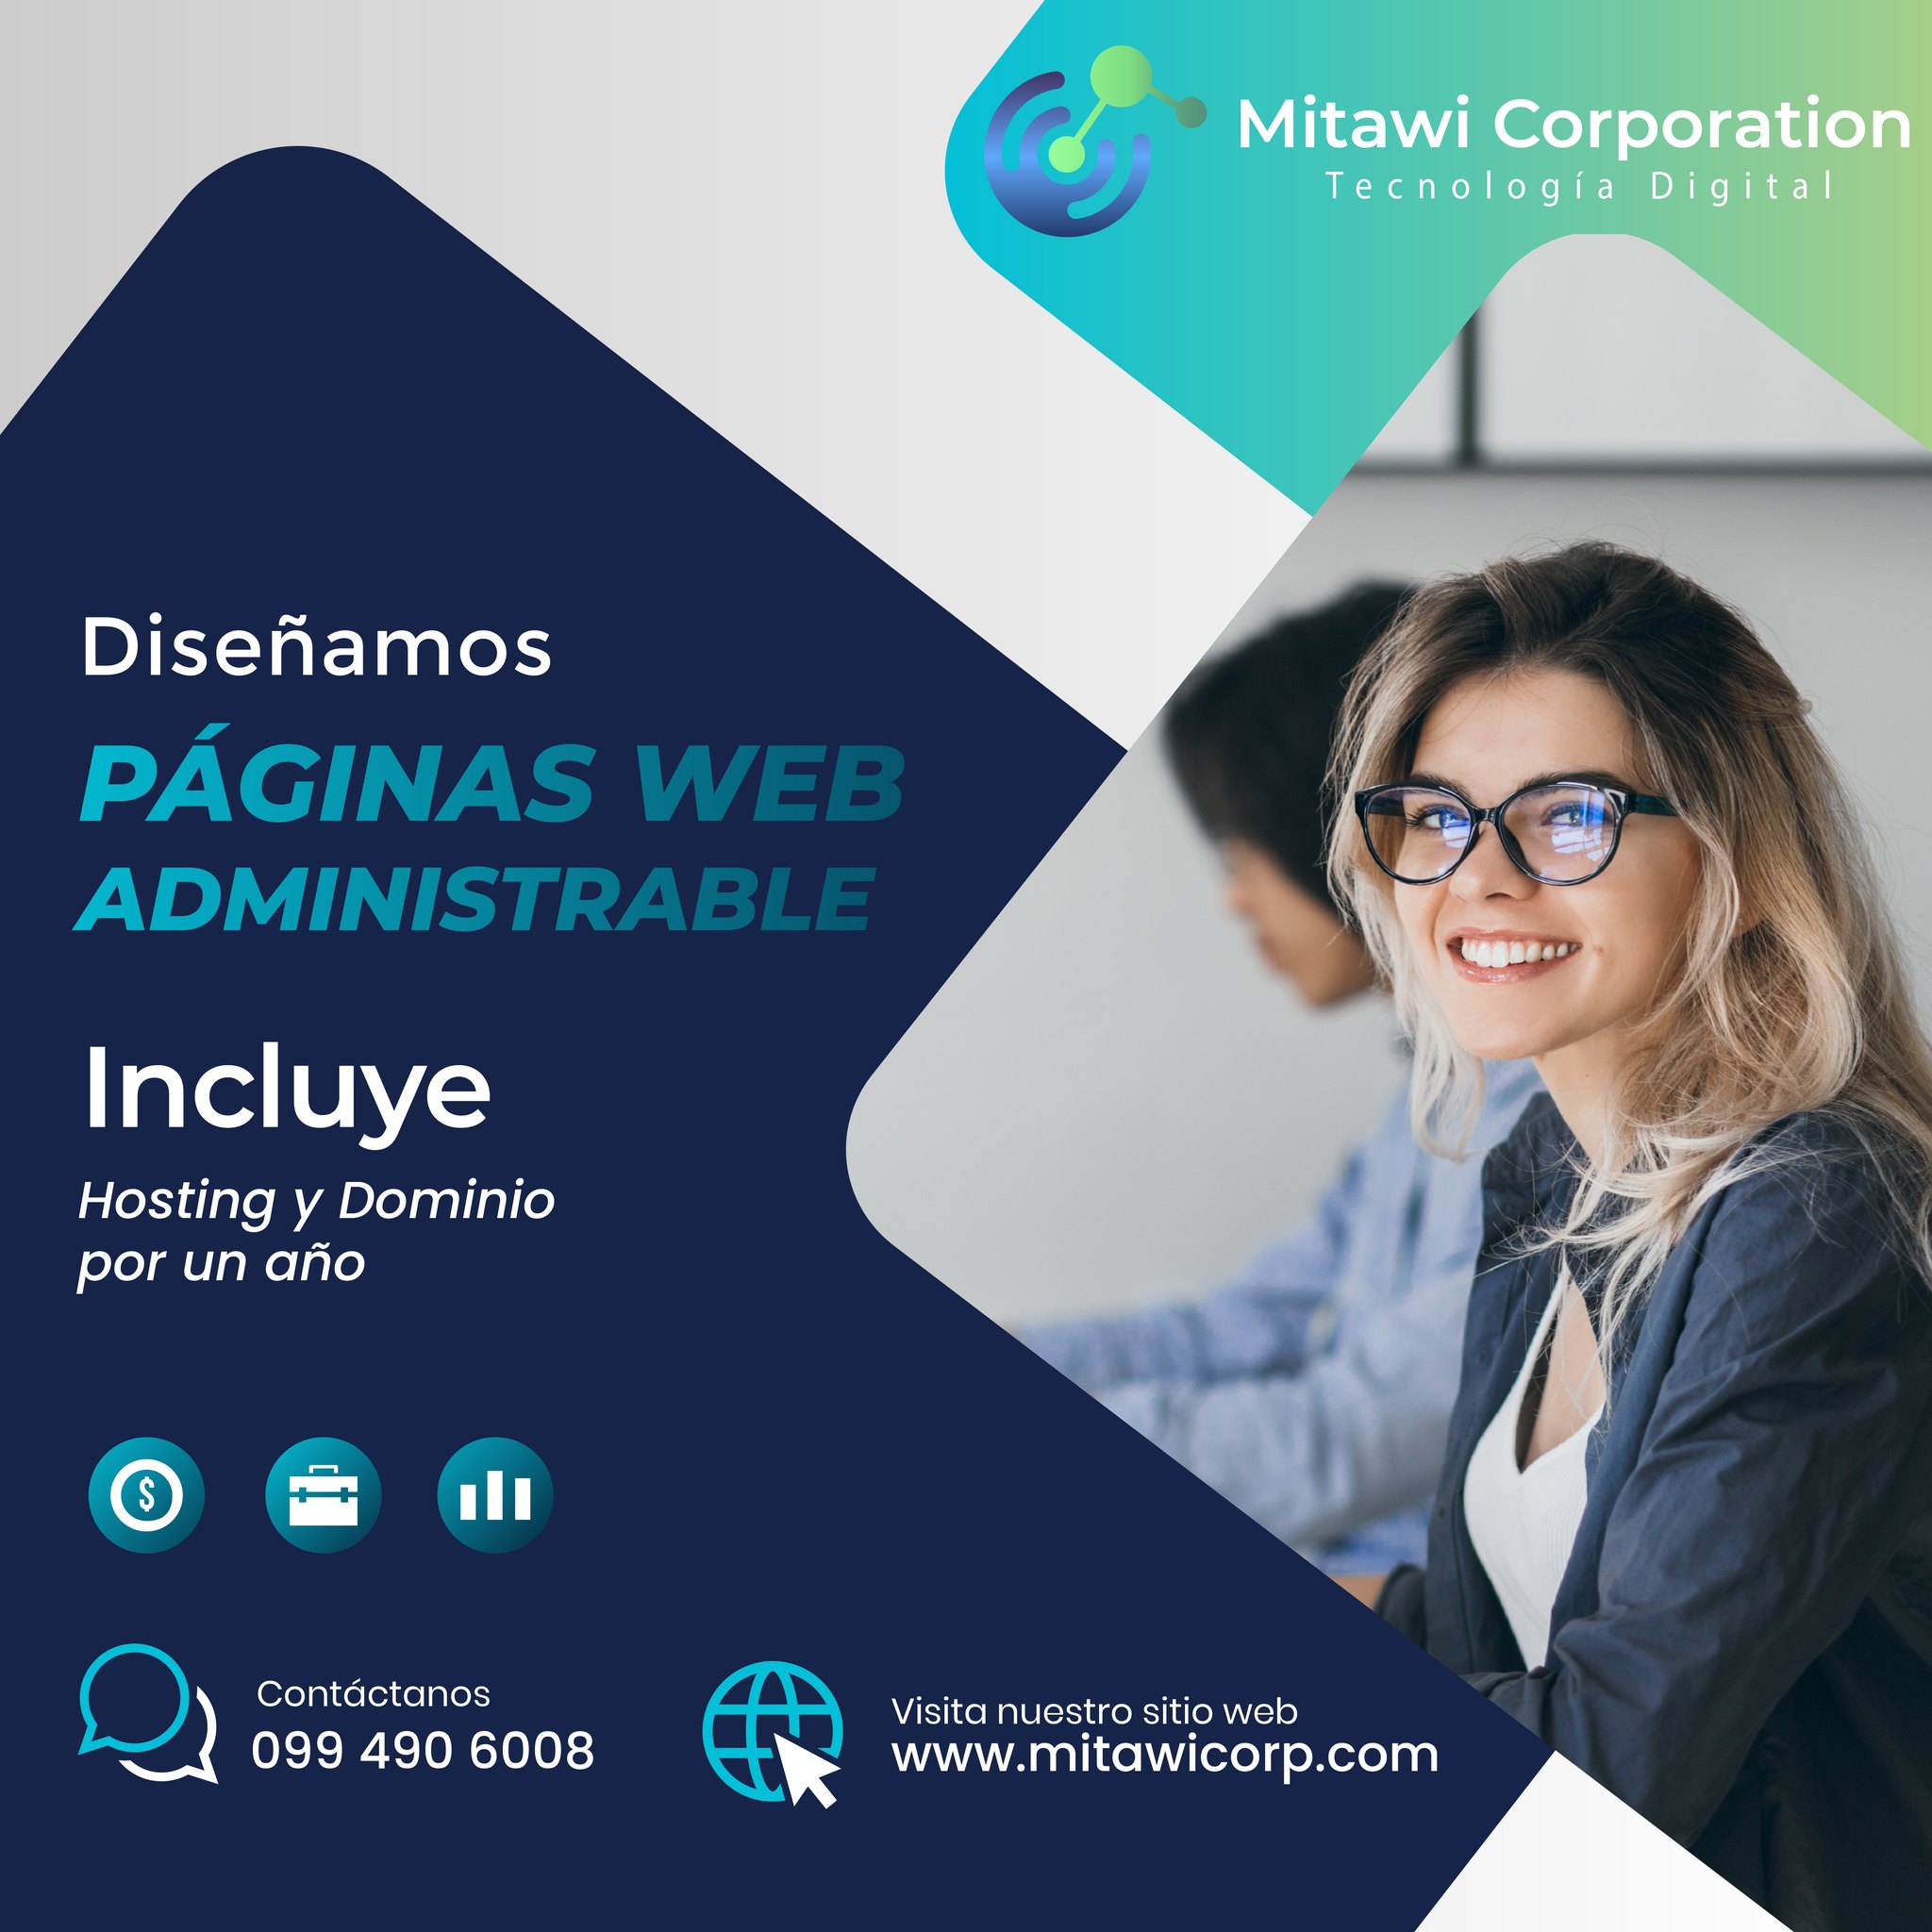 Mitawi Corporation
Tecnología Digital
Diseñamos
PÁGINAS WEB
ADMINISTRABLE
Incluye
Hosting y Dominio
por un año
$
Contáctanos
099 490 6008
Visita nuestro sitio web
www.mitawicorp.com